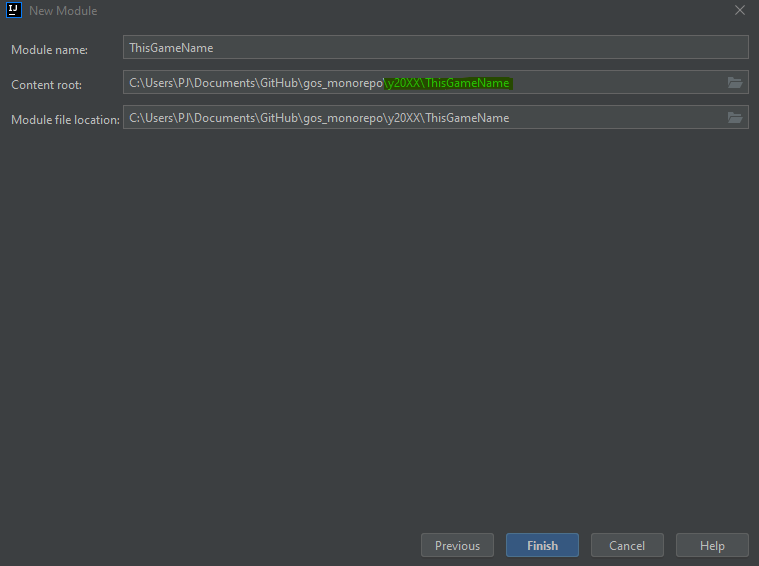 IJ New Module
Module name: ThisGameName
Content root: C:\Users\PJ\Documents\GitHub\gos_monorepo\y20XX\ThisGameName
Module file location: C:\Users\PJ\Documents\GitHub\gos_monorepo\y20XX\ThisGameName
Previous Finish Cancel Help